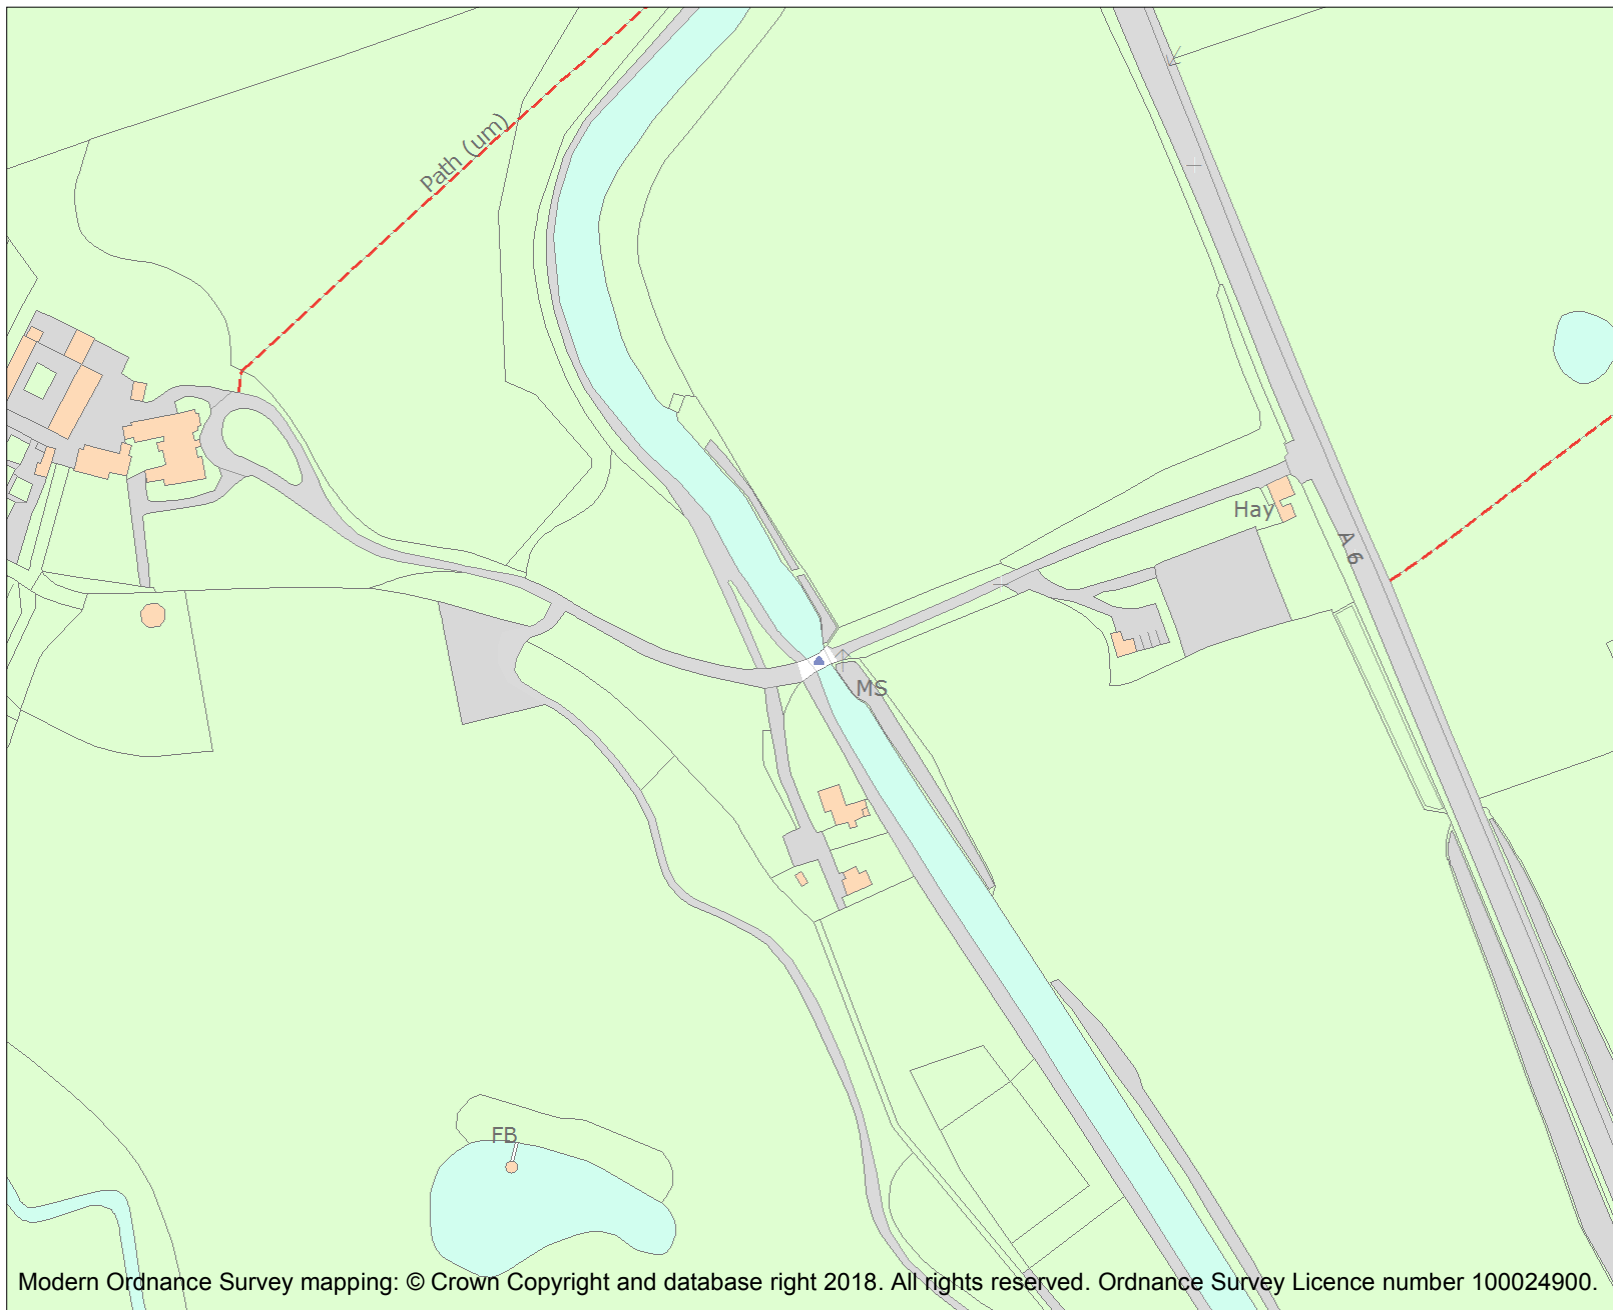 Path (um)
Hay
A 6
MS
FB
Modern Ordnance Survey mapping: © Crown Copyright and database right 2018. All rights reserved. Ordnance Survey Licence number 100024900.